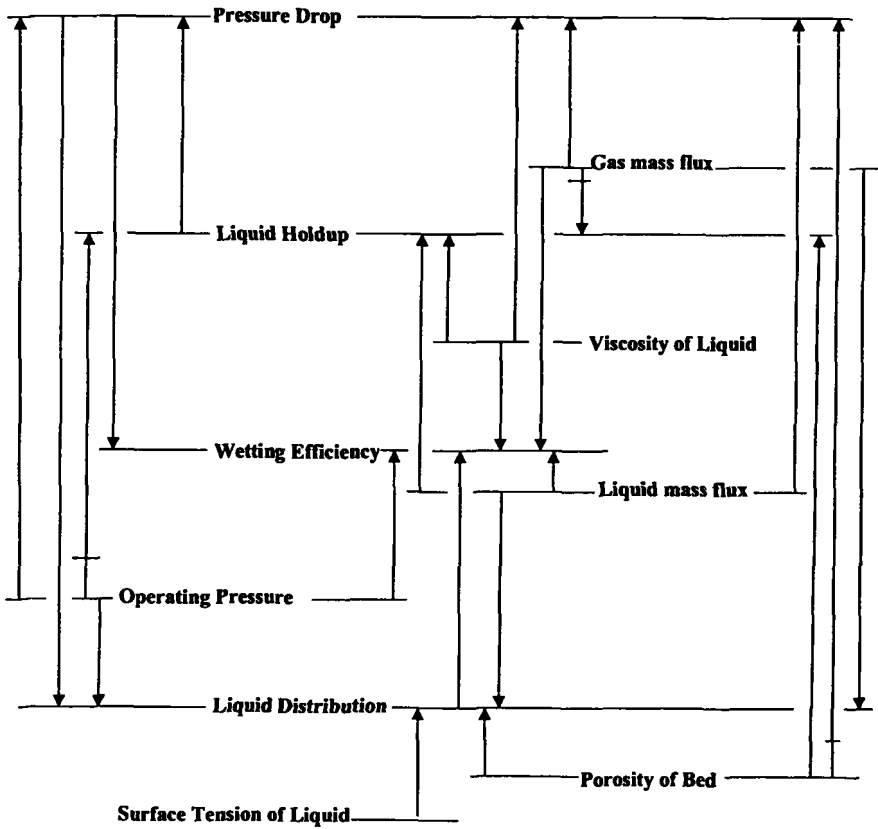 Pressure Drop
Gas mass flux
Liquid Holdup
Viscosity of Liquid
Wetting Efficiency
Liquid mass flux
Operating Pressure
Liquid Distribution
Porosity of Bed
Surface Tension of Liquid